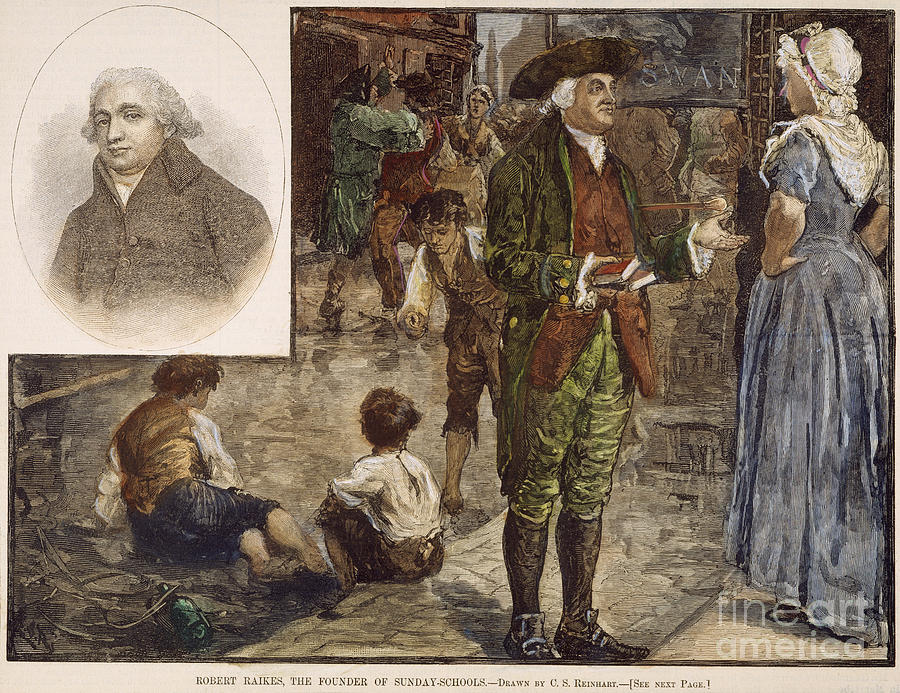 SWAN
fine art
america
ROBERT RAIKES, THE FOUNDER OF SUNDAY-SCHOOLS.—DRAWN BY C. S. REINHART.—[SEE NEXT PAGE.]